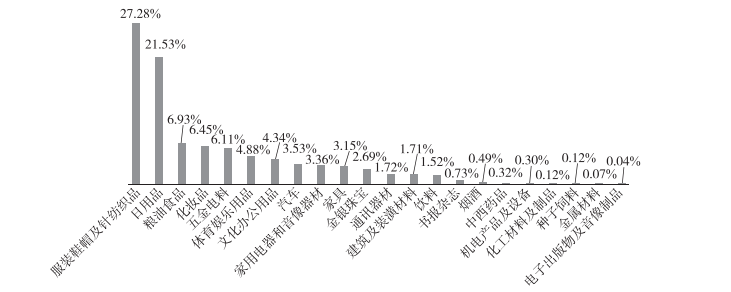 27.28%
21.53%
6.93%
6.45%
6.11%
4.88%
4.34%
3.53%
3.36%
3.15%
2.69%
1.72%
1.71%
1.52%
0.73%
0.49%
0.32%
0.30%
0.12%
0.12%
0.07%
0.04%
服装鞋帽及针纺织品
日用品
粮油食品
化妆品
五金电料
体育娱乐用品
文化办公用品
汽车
家用电器和音像器材
家具
金银珠宝
通讯器材
建筑及装潢材料
饮料
书报杂志
烟酒
中西药品
机电产品及设备
化工材料及制品
种子饲料
金属材料
电子出版物及音像制品